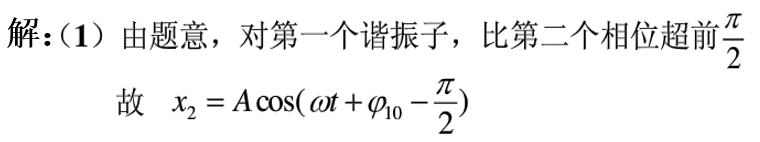 解:(1) 由题意，对第一个谐振子，比第二个相位超前π/2
故 x₂ = A cos(ωt + φ₁₀ − π/2)